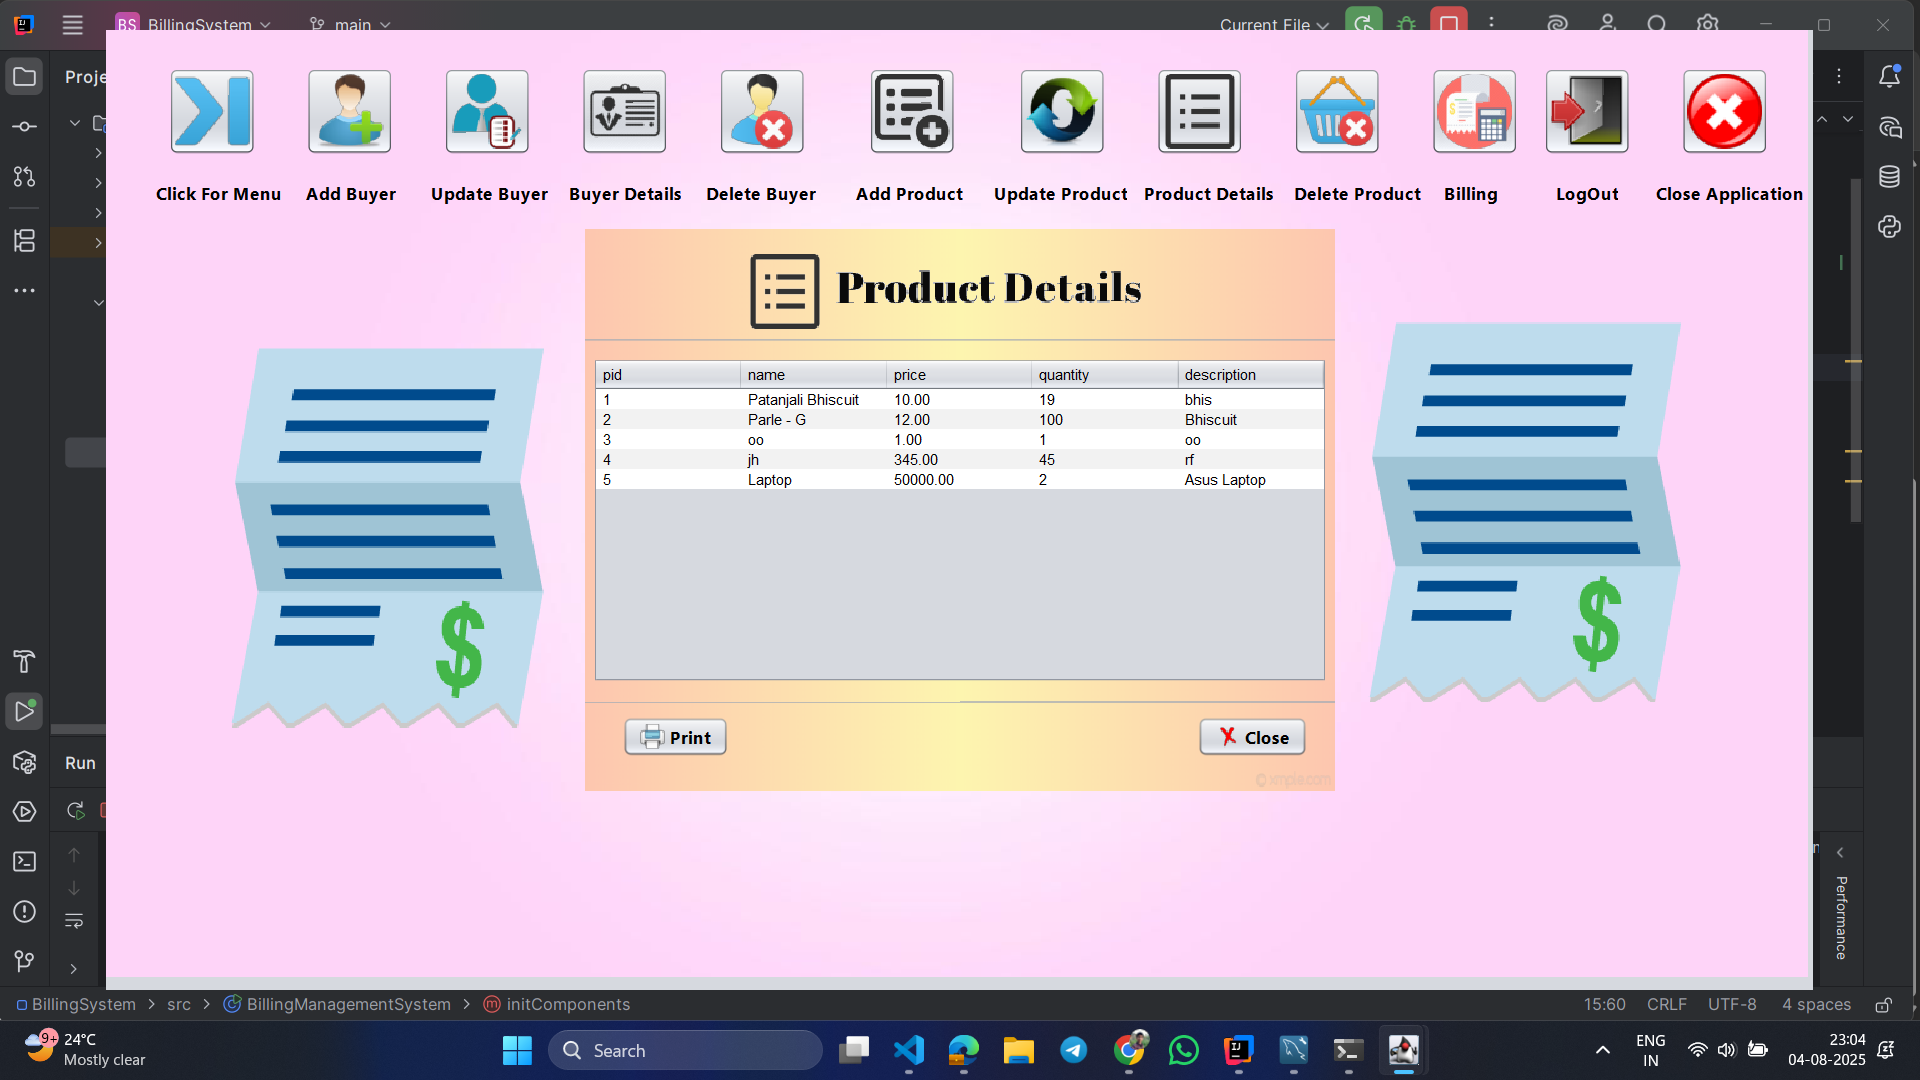 BS BillingSystem main Current File
Proje
Click For Menu Add Buyer Update Buyer Buyer Details Delete Buyer Add Product Update Product Product Details Delete Product Billing LogOut Close Application
Product Details
pid name price quantity description
1 Patanjali Bhiscuit 10.00 19 bhis
2 Parle - G 12.00 100 Bhiscuit
3 oo 1.00 1 oo
4 jh 345.00 45 rf
5 Laptop 50000.00 2 Asus Laptop
$ $
Print Close
© xmple.com
Run
Performance
BillingSystem > src > BillingManagementSystem > m initComponents 15:60 CRLF UTF-8 4 spaces
9+ 24°C
Mostly clear
Search
ENG
IN
23:04
04-08-2025